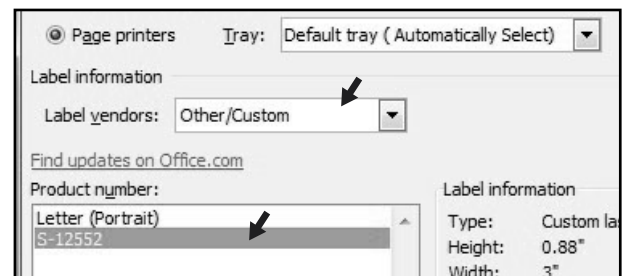 Page printers Tray: Default tray ( Automatically Select)
Label information
Label vendors: Other/Custom
Find updates on Office.com
Product number:
Letter (Portrait)
S-12552
Label information
Type: Custom las
Height: 0.88"
Width: 3"